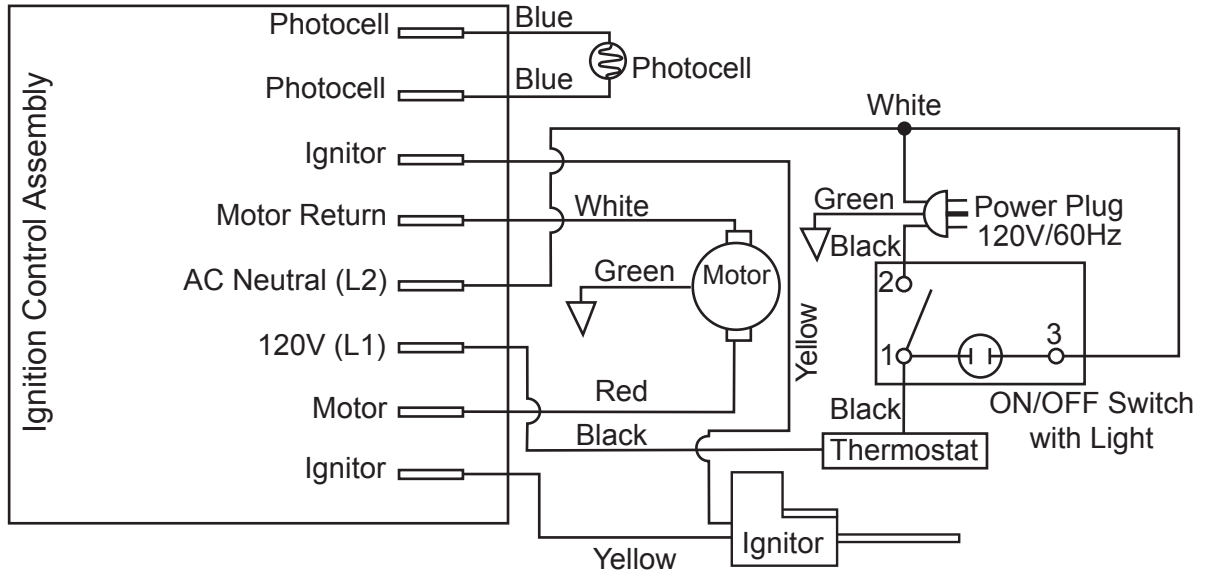 Ignition Control Assembly
Photocell
Blue
Photocell
Photocell
Blue
White
Ignitor
Motor Return
White
Green
Power Plug
120V/60Hz
Black
AC Neutral (L2)
Green
Motor
2
120V (L1)
Yellow
1
3
Motor
Red
Black
ON/OFF Switch
with Light
Black
Thermostat
Ignitor
Ignitor
Yellow